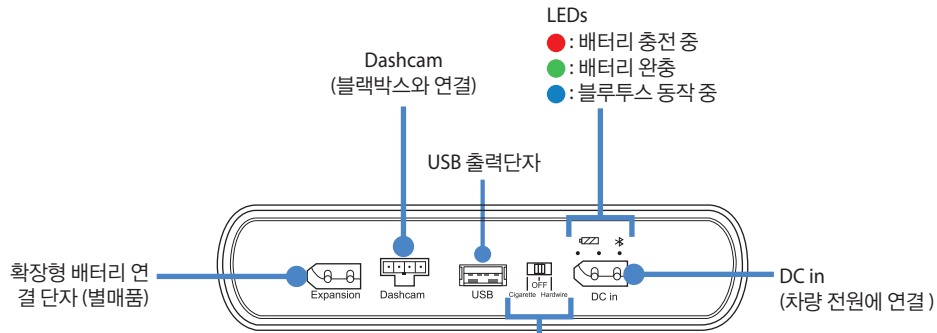 LEDs
: 배터리 충전 중
: 배터리 완충
: 블루투스 동작 중
Dashcam
(블랙박스와 연결)
USB 출력단자
확장형 배터리 연
결 단자 (별매품)
DC in
(차량 전원에 연결 )
Expansion
Dashcam
USB
OFF
Cigarette Hardwire
DC in